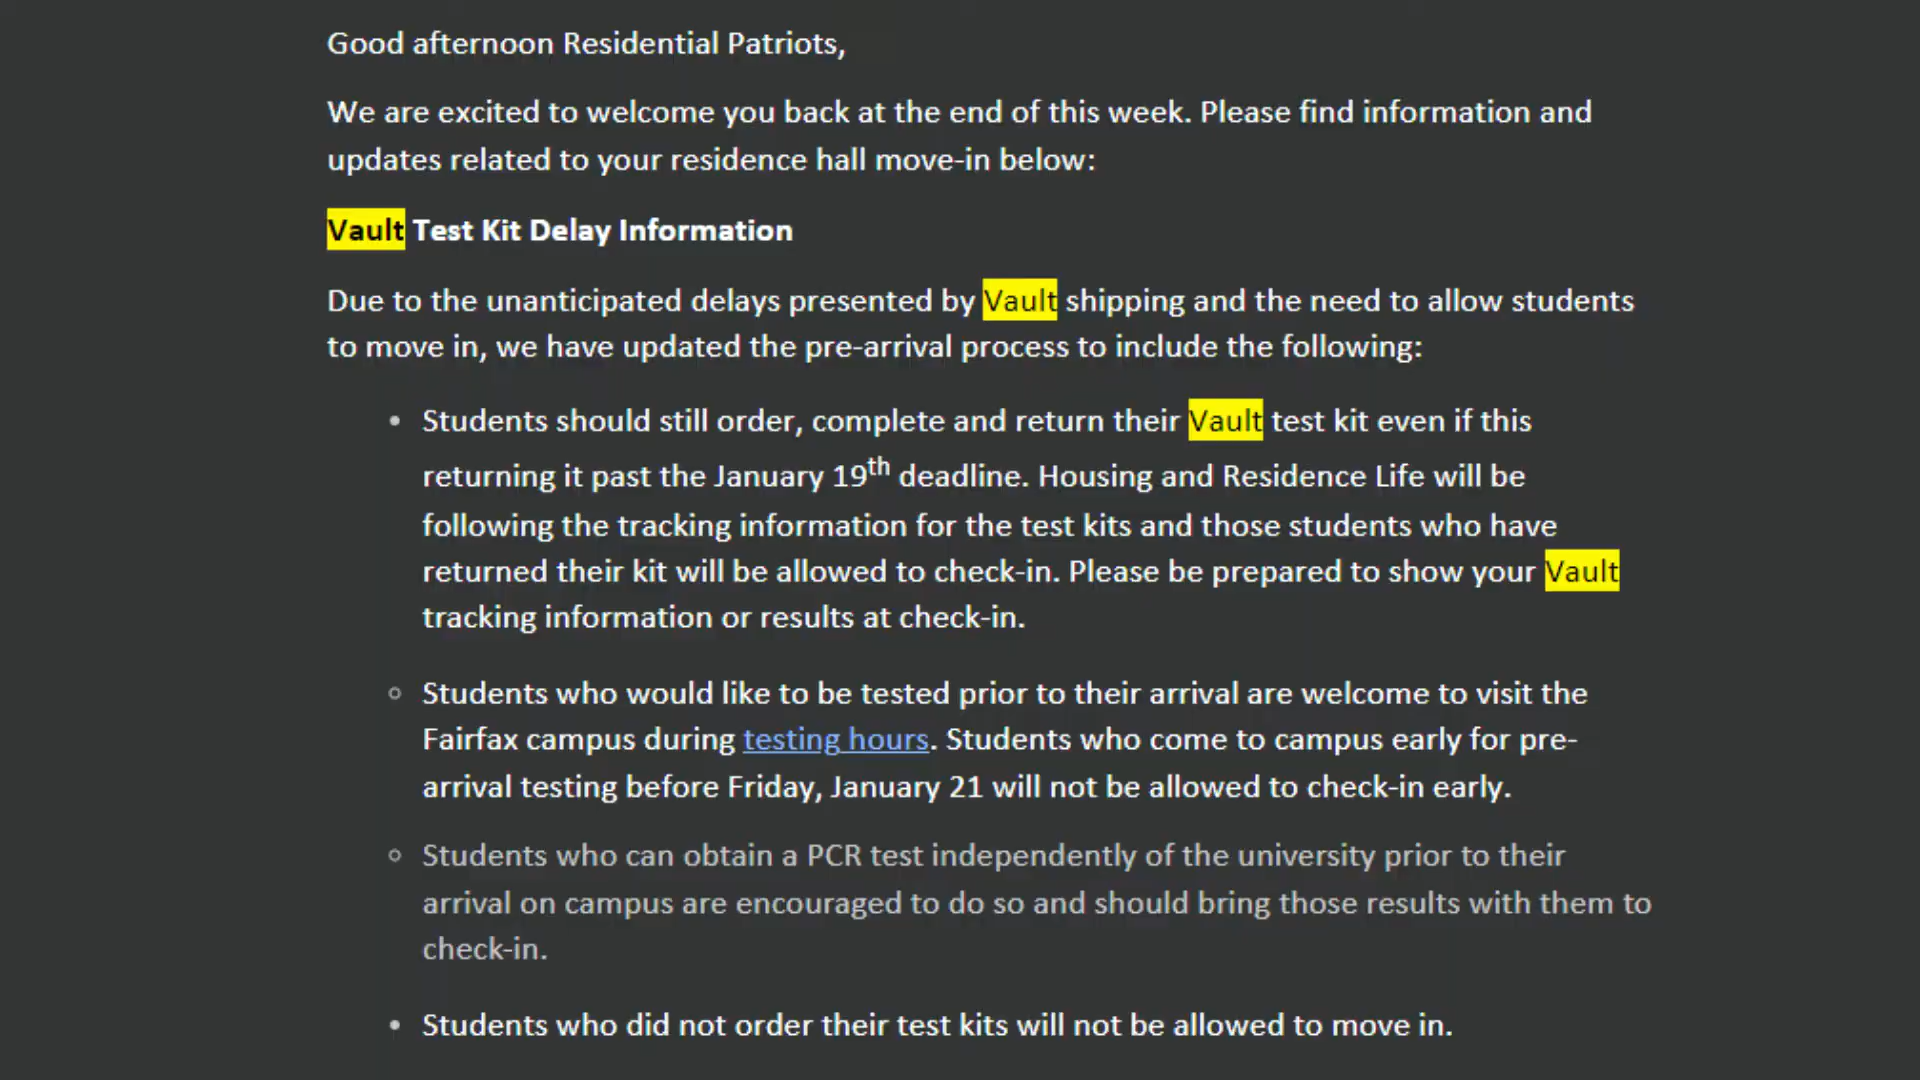 Good afternoon Residential Patriots,
We are excited to welcome you back at the end of this week. Please find information and
updates related to your residence hall move-in below:
Vault Test Kit Delay Information
Due to the unanticipated delays presented by Vault shipping and the need to allow students
to move in, we have updated the pre-arrival process to include the following:
• Students should still order, complete and return their Vault test kit even if this
returning it past the January 19th deadline. Housing and Residence Life will be
following the tracking information for the test kits and those students who have
returned their kit will be allowed to check-in. Please be prepared to show your Vault
tracking information or results at check-in.
◦ Students who would like to be tested prior to their arrival are welcome to visit the
Fairfax campus during testing hours. Students who come to campus early for pre-
arrival testing before Friday, January 21 will not be allowed to check-in early.
◦ Students who can obtain a PCR test independently of the university prior to their
arrival on campus are encouraged to do so and should bring those results with them to
check-in.
• Students who did not order their test kits will not be allowed to move in.